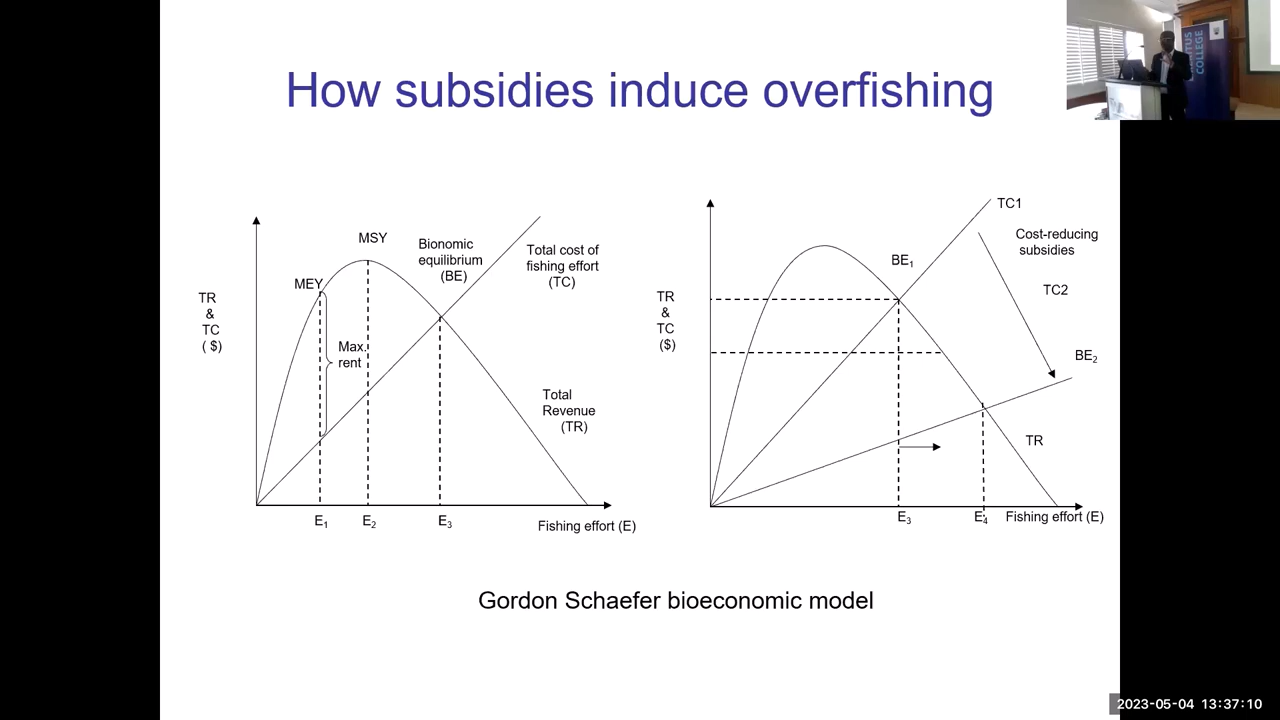 How subsidies induce overfishing
MSY
MEY
Bionomic
equilibrium
(BE)
Total cost of
fishing effort
(TC)
TR
&
TC
( $)
Max.
rent
Total
Revenue
(TR)
E1
E2
E3
Fishing effort (E)
TC1
Cost-reducing
subsidies
BE1
TC2
TR
&
TC
($)
BE2
TR
E3
E4
Fishing effort (E)
Gordon Schaefer bioeconomic model
COLLEGE
2023-05-04 13:37:10